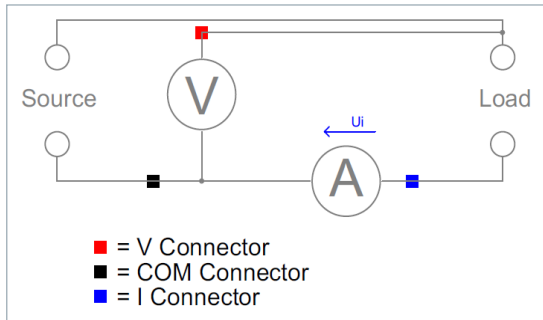 Source
V
Load
Ui
A
= V Connector
= COM Connector
= I Connector